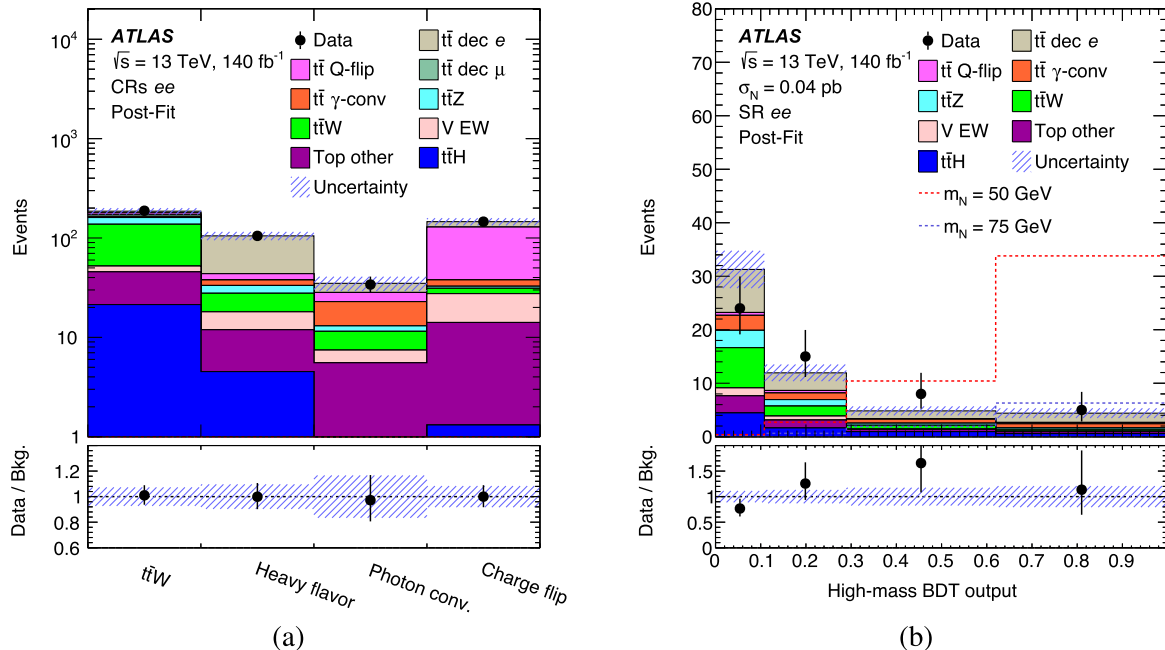 ATLAS
√s = 13 TeV, 140 fb⁻¹
CRs ee
Post-Fit
Data
tt̄ dec e
tt̄ Q-flip
tt̄ dec μ
tt̄ γ-conv
tt̄Z
tt̄W
V EW
Top other
tt̄H
Uncertainty
Events
10⁴
10³
10²
10
1
Data / Bkg.
1.2
1
0.8
0.6
tt̄W
Heavy flavor
Photon conv.
Charge flip
(a)
ATLAS
√s = 13 TeV, 140 fb⁻¹
σN = 0.04 pb
SR ee
Post-Fit
Data
tt̄ dec e
tt̄ Q-flip
tt̄ γ-conv
tt̄Z
tt̄W
V EW
Top other
tt̄H
Uncertainty
mN = 50 GeV
mN = 75 GeV
Events
80
70
60
50
40
30
20
10
0
Data / Bkg.
1.5
1
0.5
0
0 0.1 0.2 0.3 0.4 0.5 0.6 0.7 0.8 0.9
High-mass BDT output
(b)